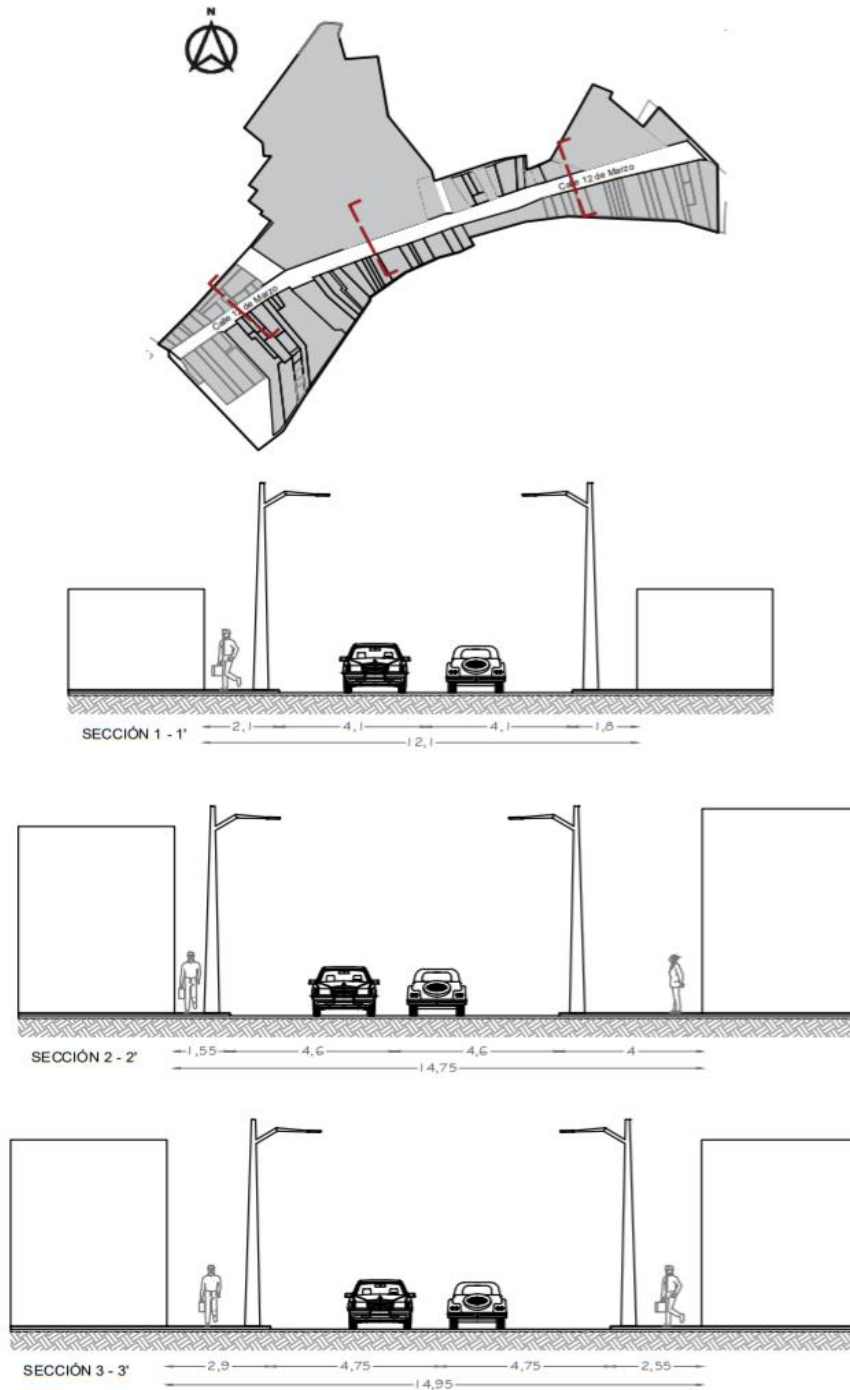 N
Calle 12 de Marzo
Calle 12 de Marzo
2,1 4,1 4,1 1,8
SECCIÓN 1 - 1'
12,1
1,55 4,6 4,6 4
SECCIÓN 2 - 2'
14,75
2,9 4,75 4,75 2,55
SECCIÓN 3 - 3'
14,95